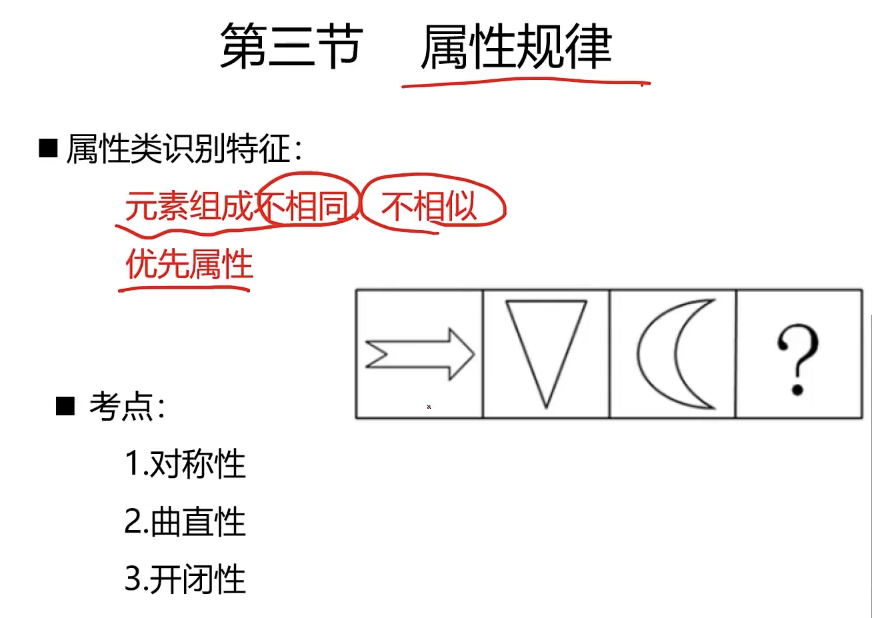 第三节 属性规律
■ 属性类识别特征：
元素组成不相同、不相似
优先属性
?
■ 考点：
1.对称性
2.曲直性
3.开闭性